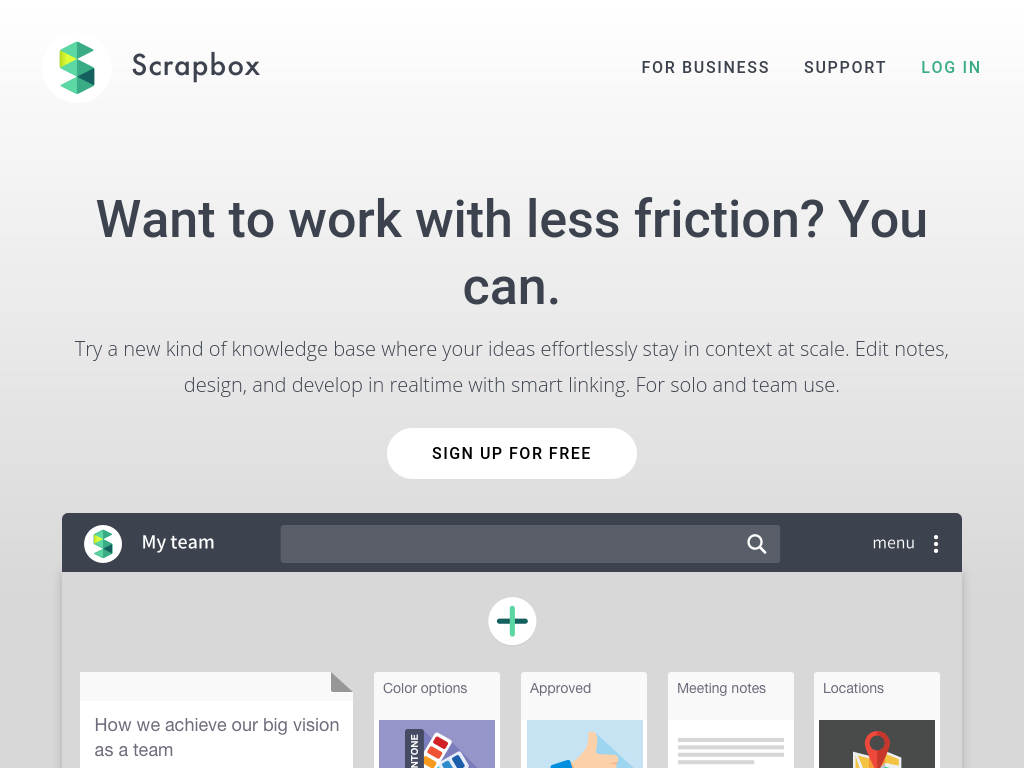 Scrapbox
FOR BUSINESS
SUPPORT
LOG IN
Want to work with less friction? You
can.
Try a new kind of knowledge base where your ideas effortlessly stay in context at scale. Edit notes,
design, and develop in realtime with smart linking. For solo and team use.
SIGN UP FOR FREE
My team
menu
How we achieve our big vision
as a team
Color options
Approved
Meeting notes
Locations